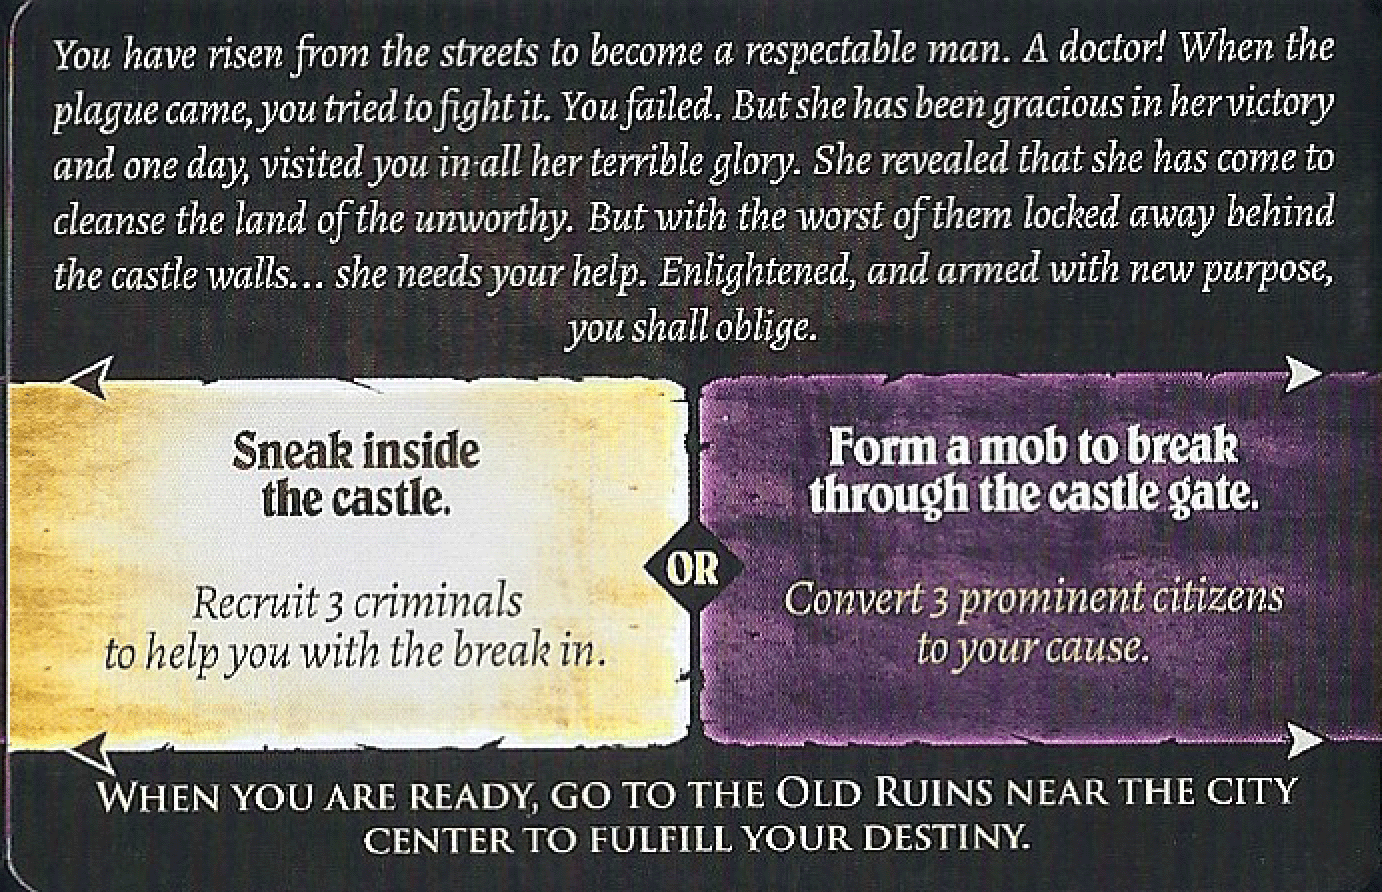 You have risen from the streets to become a respectable man. A doctor! When the
plague came, you tried to fight it. You failed. But she has been gracious in her victory
and one day, visited you in all her terrible glory. She revealed that she has come to
cleanse the land of the unworthy. But with the worst of them locked away behind
the castle walls... she needs your help. Enlightened, and armed with new purpose,
you shall oblige.
Sneak inside
the castle.
Recruit 3 criminals
to help you with the break in.
OR
Form a mob to break
through the castle gate.
Convert 3 prominent citizens
to your cause.
WHEN YOU ARE READY, GO TO THE OLD RUINS NEAR THE CITY
CENTER TO FULFILL YOUR DESTINY.